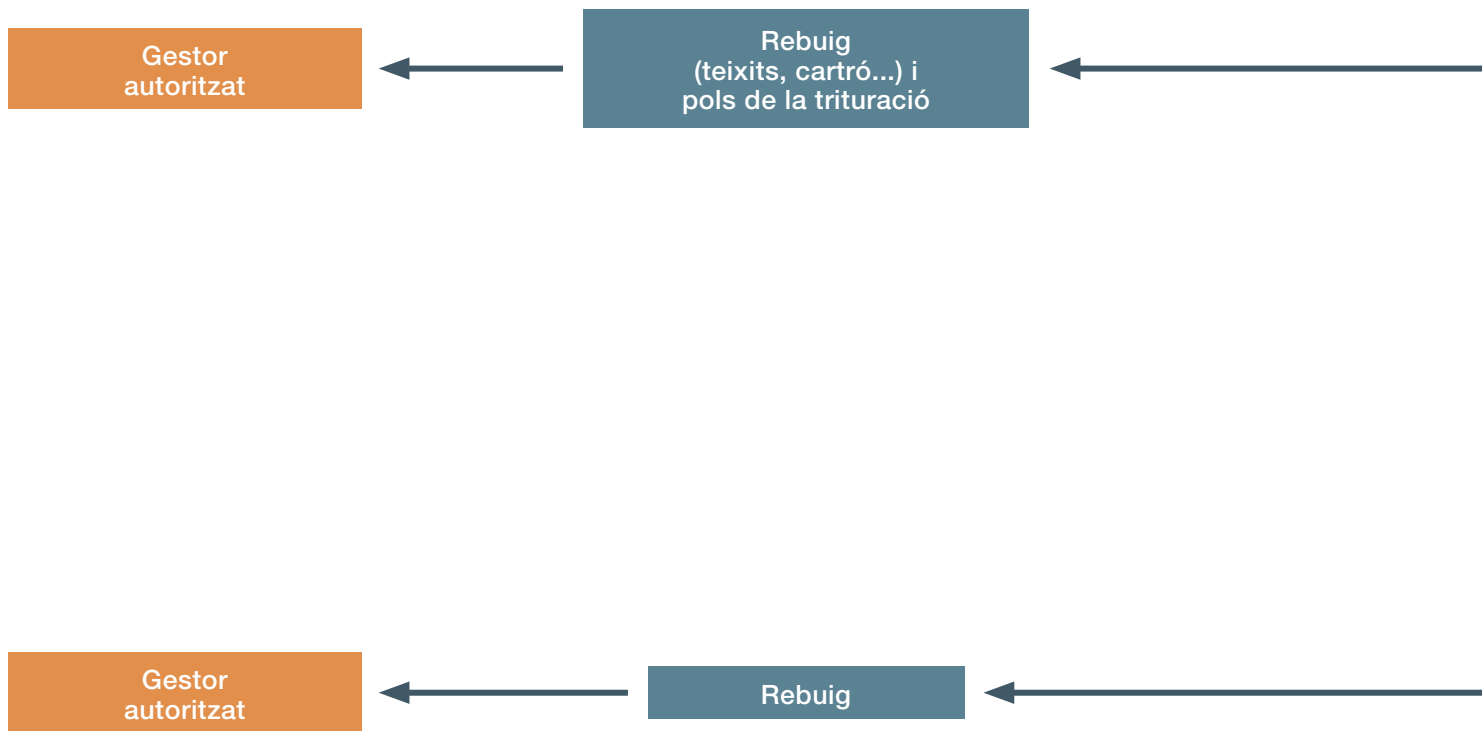 Gestor
autoritzat
Rebuig
(teixits, cartró...) i
pols de la trituració
Gestor
autoritzat
Rebuig